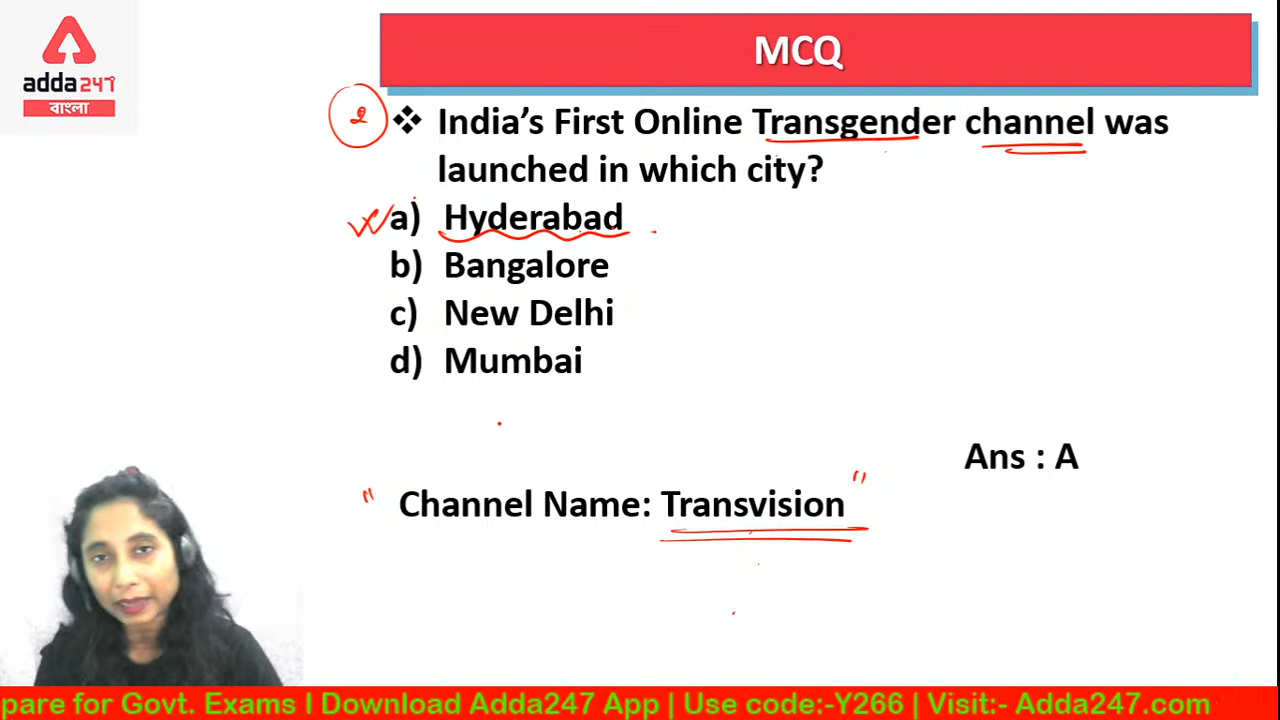 adda247
বাংলা
MCQ
২
❖ India's First Online Transgender channel was
launched in which city?
a) Hyderabad
b) Bangalore
c) New Delhi
d) Mumbai
Ans : A
" Channel Name: Transvision "
pare for Govt. Exams I Download Adda247 App | Use code:-Y266 | Visit:- Adda247.com